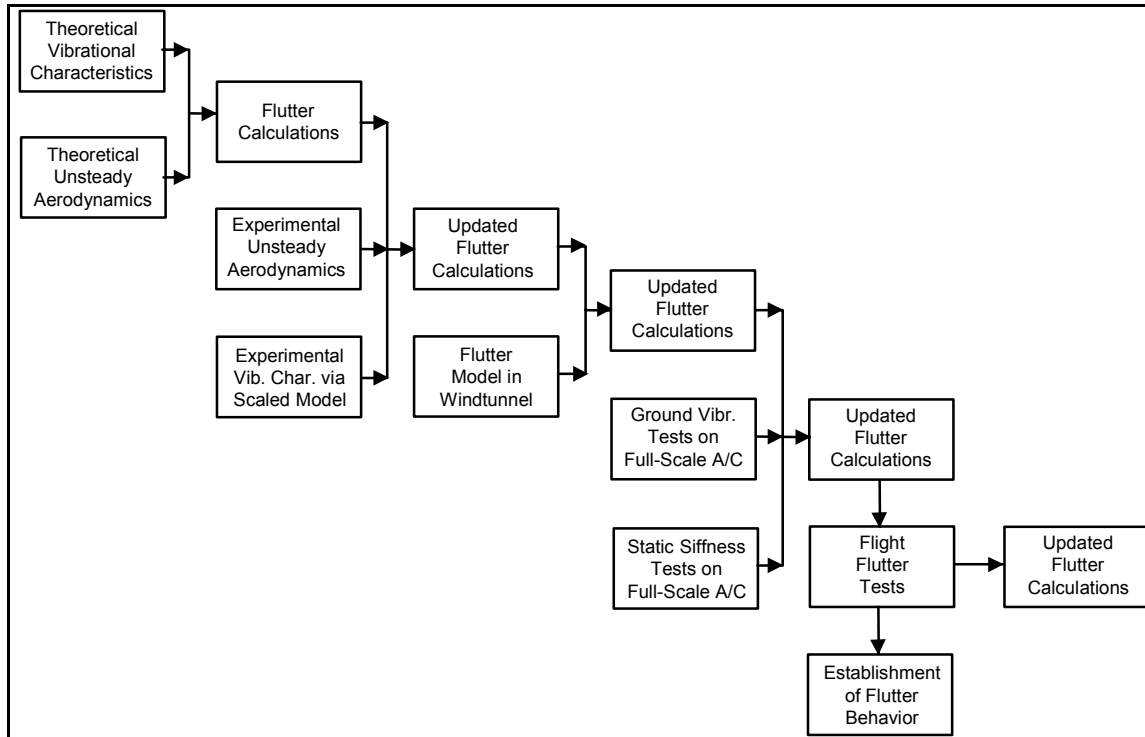 Theoretical
Vibrational
Characteristics
Theoretical
Unsteady
Aerodynamics
Flutter
Calculations
Experimental
Unsteady
Aerodynamics
Experimental
Vib. Char. via
Scaled Model
Updated
Flutter
Calculations
Flutter
Model in
Windtunnel
Updated
Flutter
Calculations
Ground Vibr.
Tests on
Full-Scale A/C
Static Siffness
Tests on
Full-Scale A/C
Updated
Flutter
Calculations
Flight
Flutter
Tests
Updated
Flutter
Calculations
Establishment
of Flutter
Behavior